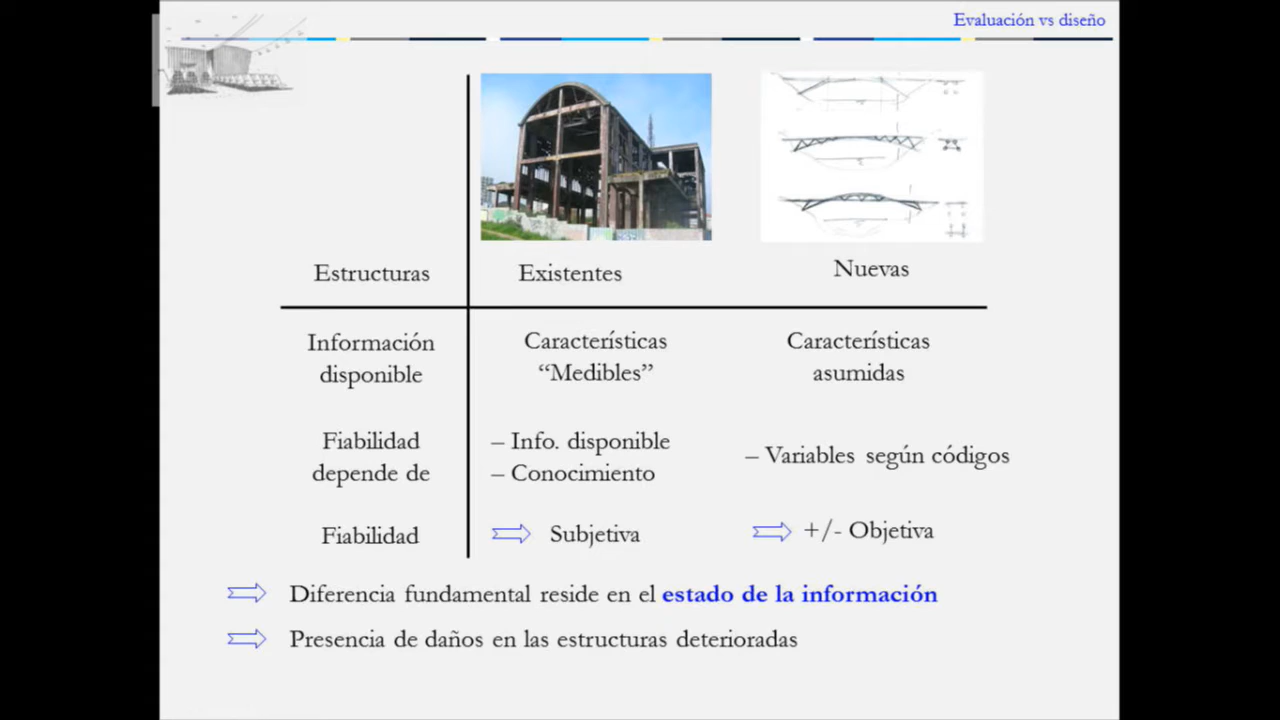 Evaluación vs diseño
Estructuras
Existentes
Nuevas
Información
disponible
Características
“Medibles”
Características
asumidas
Fiabilidad
depende de
– Info. disponible
– Conocimiento
– Variables según códigos
Fiabilidad
Subjetiva
+/- Objetiva
Diferencia fundamental reside en el estado de la información
Presencia de daños en las estructuras deterioradas